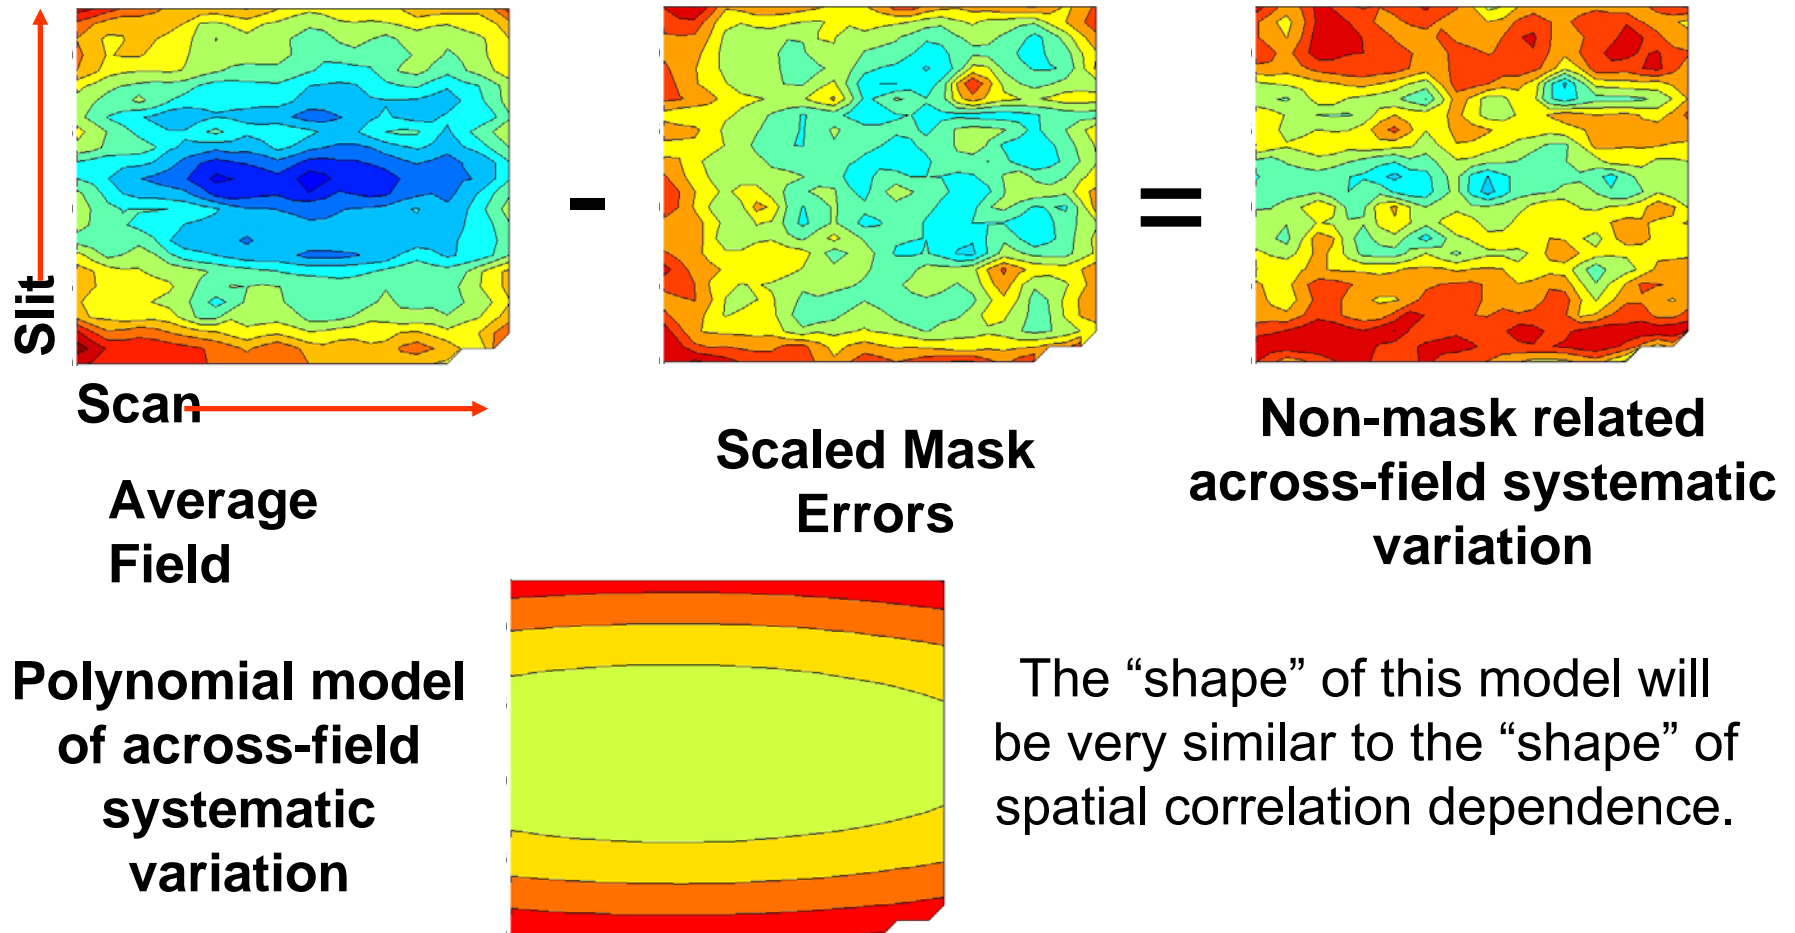 Slit
Scan
Average
Field
-
Scaled Mask
Errors
=
Non-mask related
across-field systematic
variation
Polynomial model
of across-field
systematic
variation
The “shape” of this model will
be very similar to the “shape” of
spatial correlation dependence.